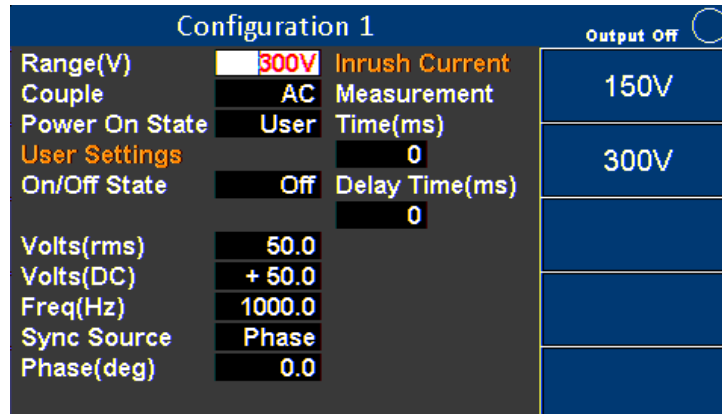 Configuration 1
Output Off
Range(V) 300V Inrush Current
Couple AC Measurement
Power On State User Time(ms)
User Settings 0
On/Off State Off Delay Time(ms)
0
Volts(rms) 50.0
Volts(DC) + 50.0
Freq(Hz) 1000.0
Sync Source Phase
Phase(deg) 0.0
150V
300V